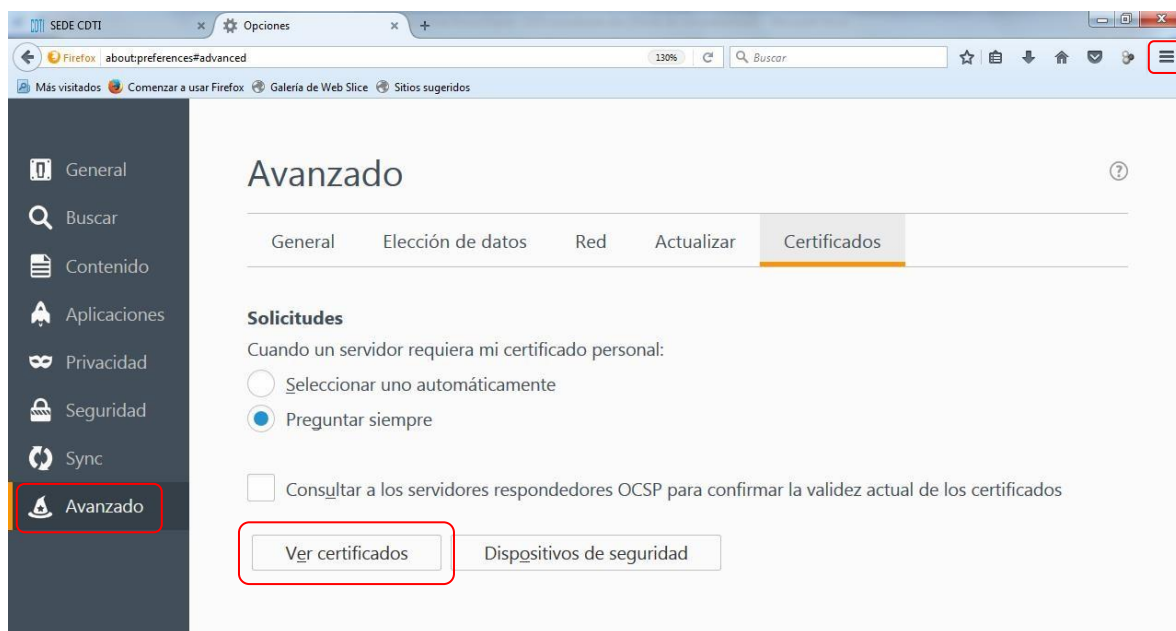 SEDE CDTI
Opciones
Firefox about:preferences#advanced 130% Buscar
Más visitados Comenzar a usar Firefox Galería de Web Slice Sitios sugeridos
General
Buscar
Contenido
Aplicaciones
Privacidad
Seguridad
Sync
Avanzado
Avanzado
General Elección de datos Red Actualizar Certificados
Solicitudes
Cuando un servidor requiera mi certificado personal:
Seleccionar uno automáticamente
Preguntar siempre
Consultar a los servidores respondedores OCSP para confirmar la validez actual de los certificados
Ver certificados Dispositivos de seguridad